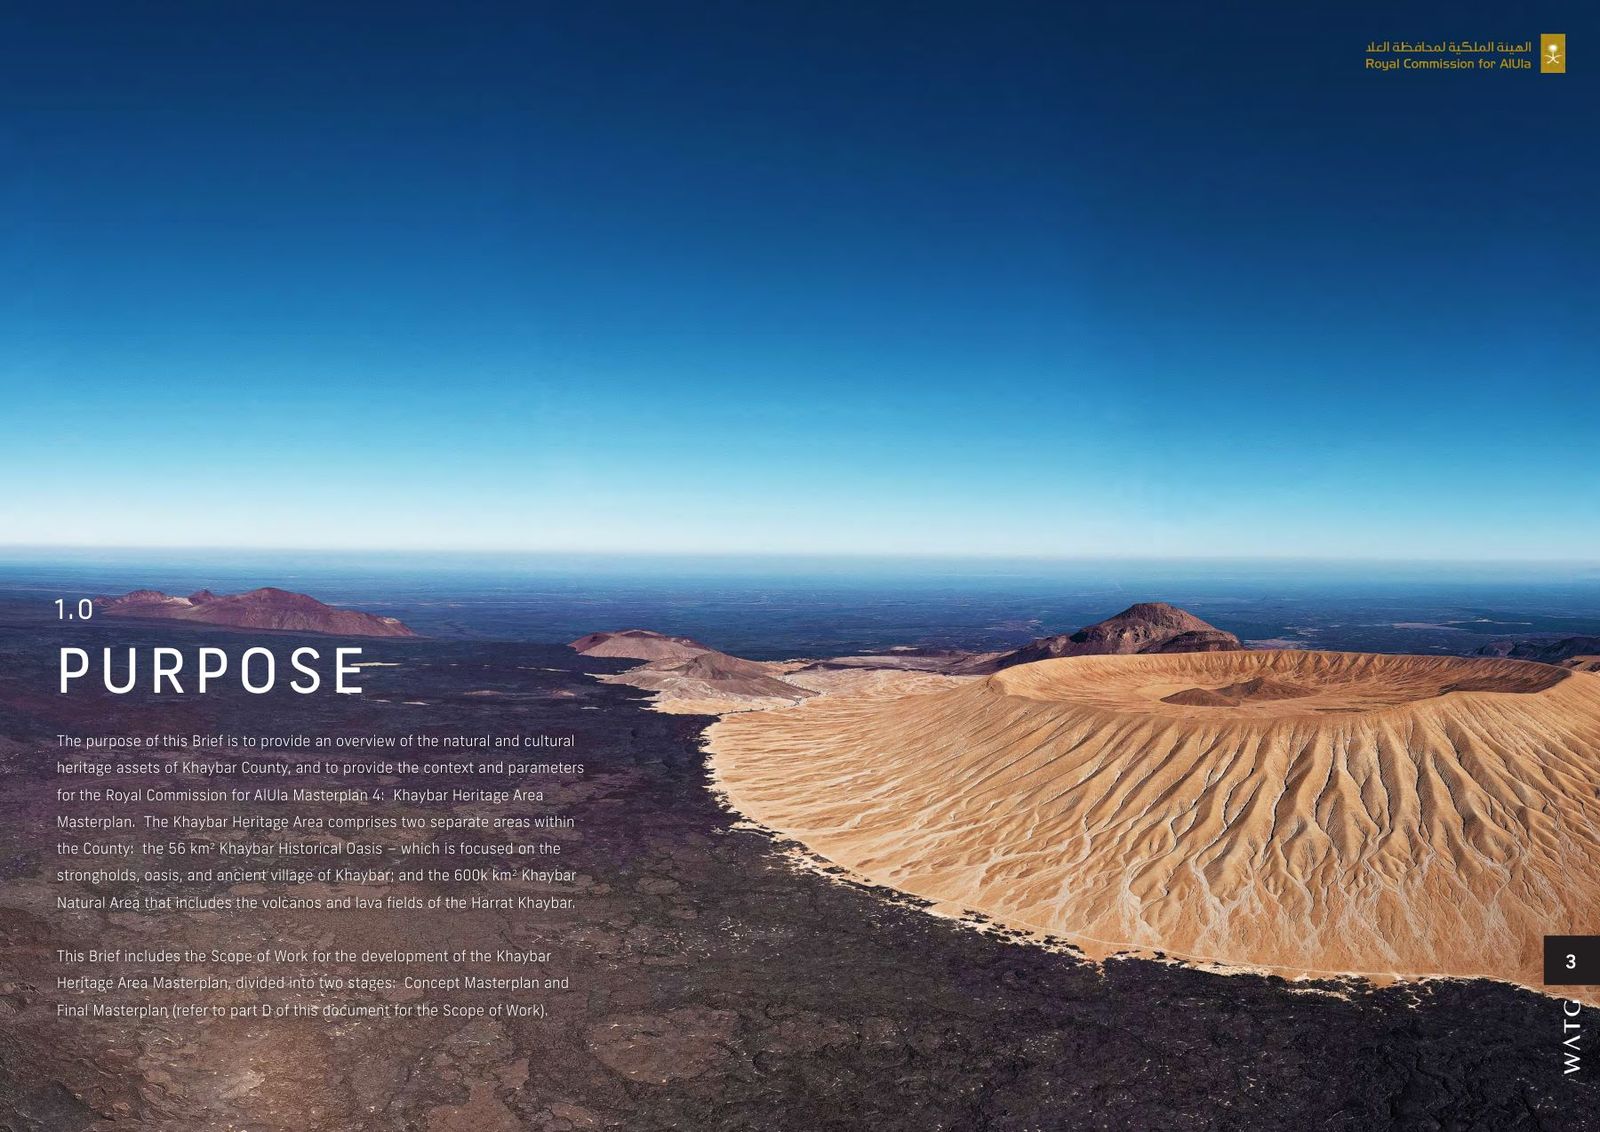 الهيئة الملكية لمحافظة العلا
Royal Commission for AlUla
1.0
PURPOSE
The purpose of this Brief is to provide an overview of the natural and cultural
heritage assets of Khaybar County, and to provide the context and parameters
for the Royal Commission for AlUla Masterplan 4:  Khaybar Heritage Area
Masterplan.  The Khaybar Heritage Area comprises two separate areas within
the County:  the 56 km² Khaybar Historical Oasis – which is focused on the
strongholds, oasis, and ancient village of Khaybar; and the 600k km² Khaybar
Natural Area that includes the volcanos and lava fields of the Harrat Khaybar.
This Brief includes the Scope of Work for the development of the Khaybar
Heritage Area Masterplan, divided into two stages:  Concept Masterplan and
Final Masterplan (refer to part D of this document for the Scope of Work).
3
WATG